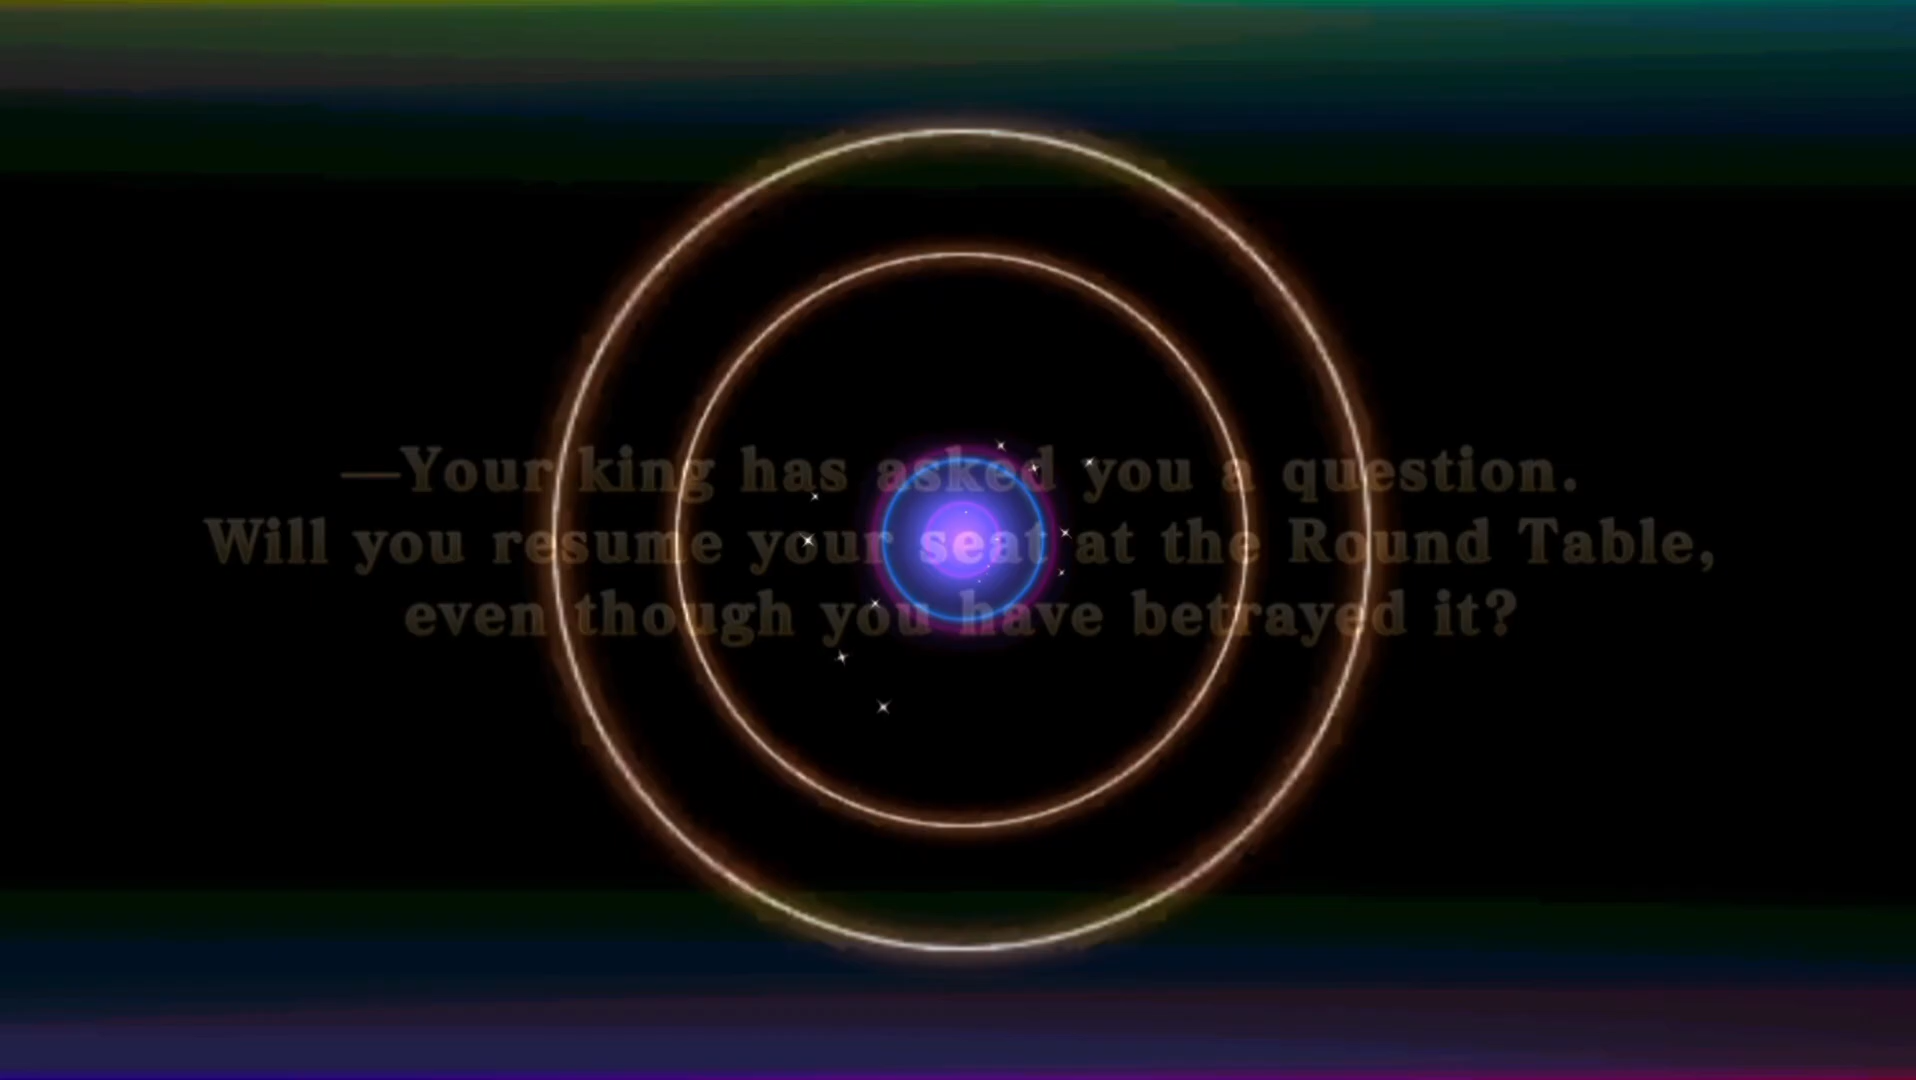 —Your king has asked you a question.
Will you resume your seat at the Round Table,
even though you have betrayed it?